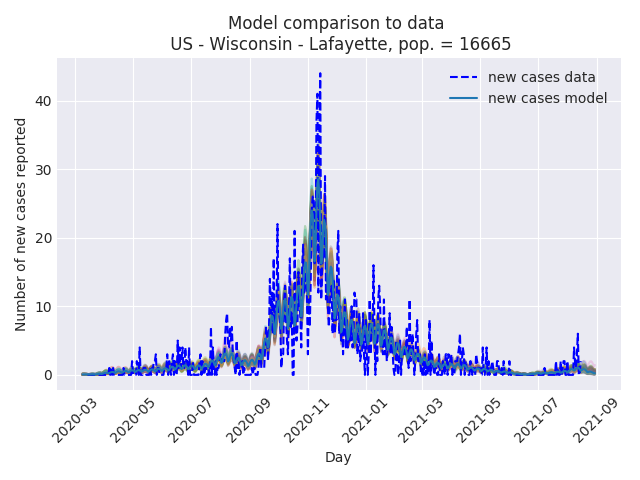 Model comparison to data
US - Wisconsin - Lafayette, pop. = 16665
new cases data
new cases model
Number of new cases reported
40
30
20
10
0
2020-03
2020-05
2020-07
2020-09
2020-11
2021-01
2021-03
2021-05
2021-07
2021-09
Day